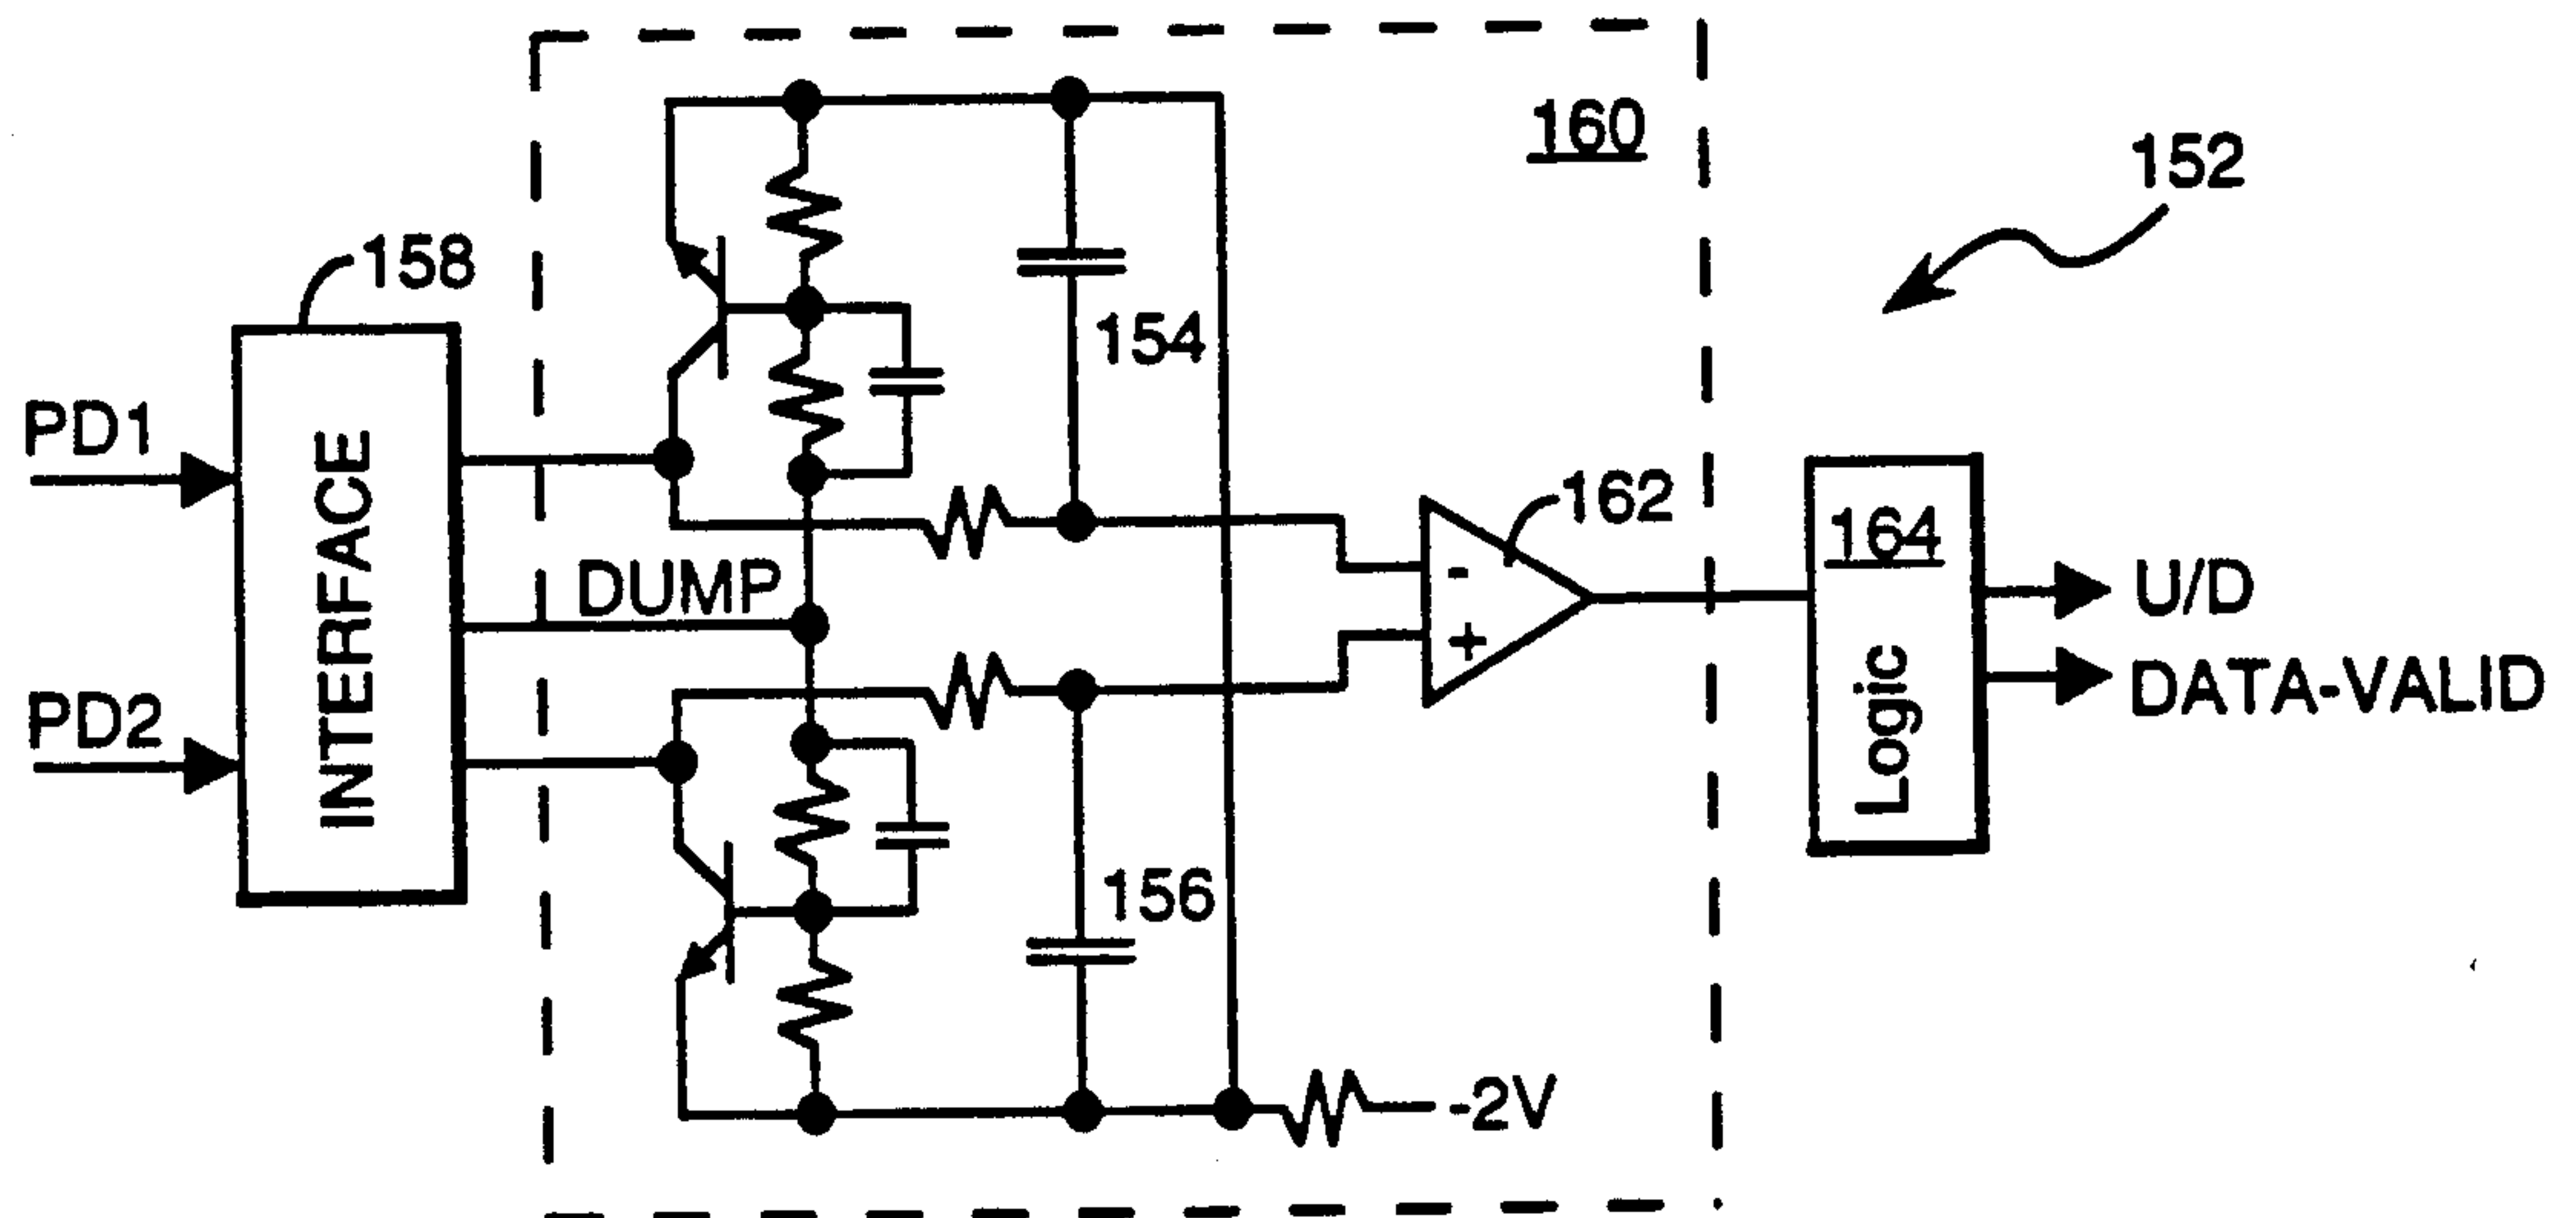 160
152
158
154
PD1
INTERFACE
162
164
DUMP
U/D
PD2
Logic
DATA-VALID
-
+
156
-2V